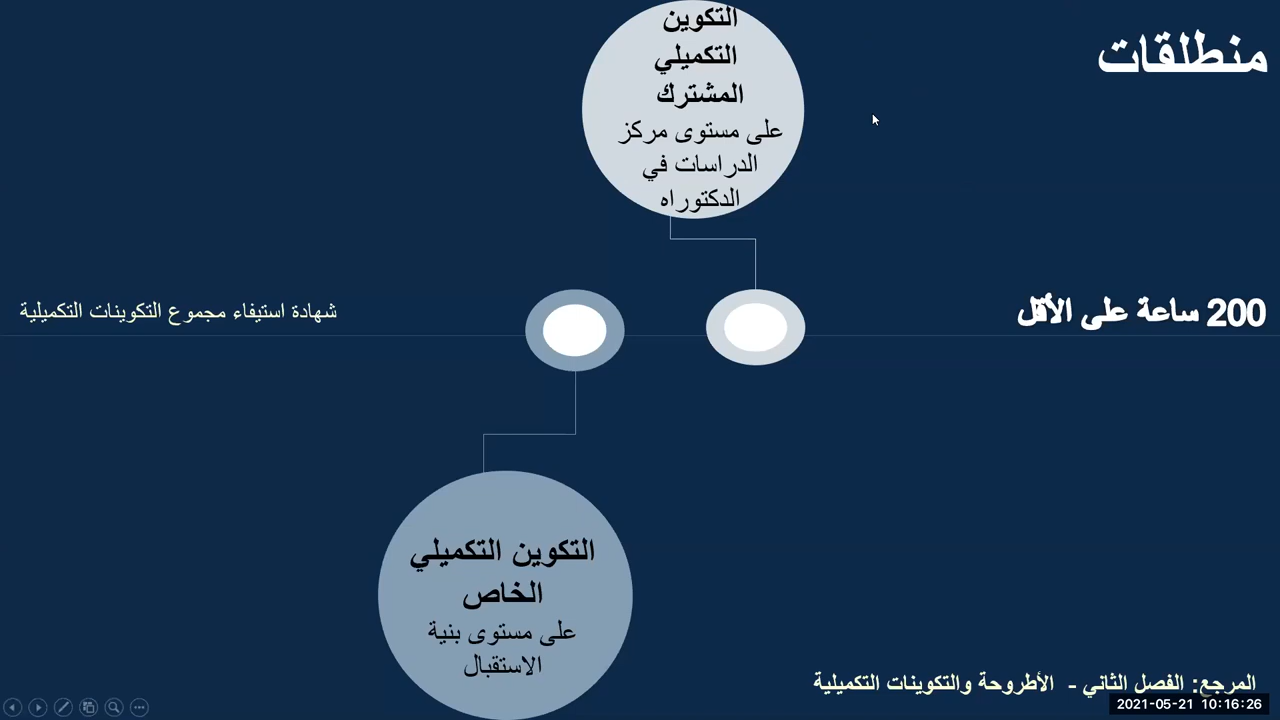 منطلقات
التكوين
التكميلي
المشترك
على مستوى مركز
الدراسات في
الدكتوراه
200 ساعة على الأقل
شهادة استيفاء مجموع التكوينات التكميلية
التكوين التكميلي
الخاص
على مستوى بنية
الاستقبال
المرجع: الفصل الثاني - الأطروحة والتكوينات التكميلية
2021-05-21 10:16:26